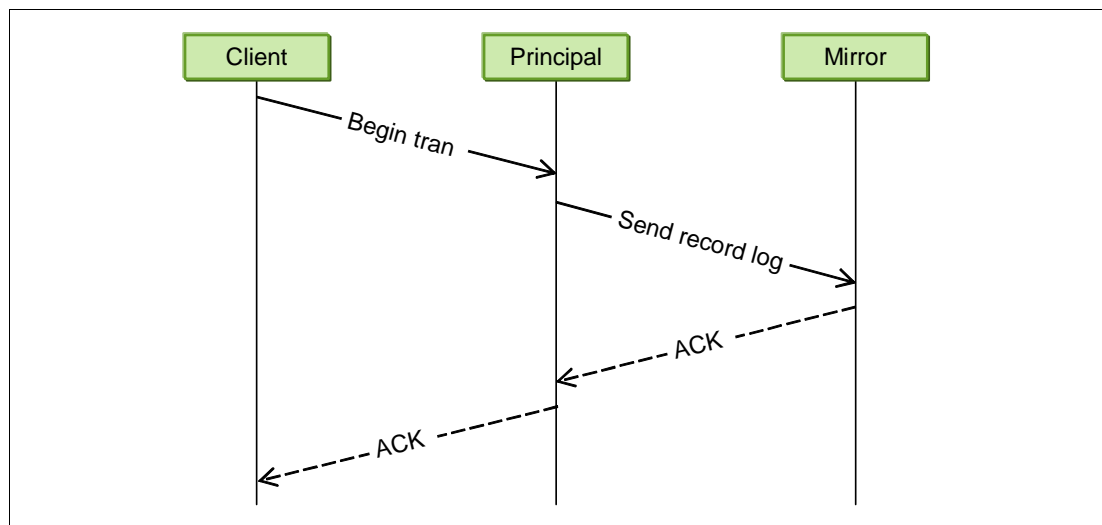 Client
Principal
Mirror
Begin tran
Send record log
ACK
ACK